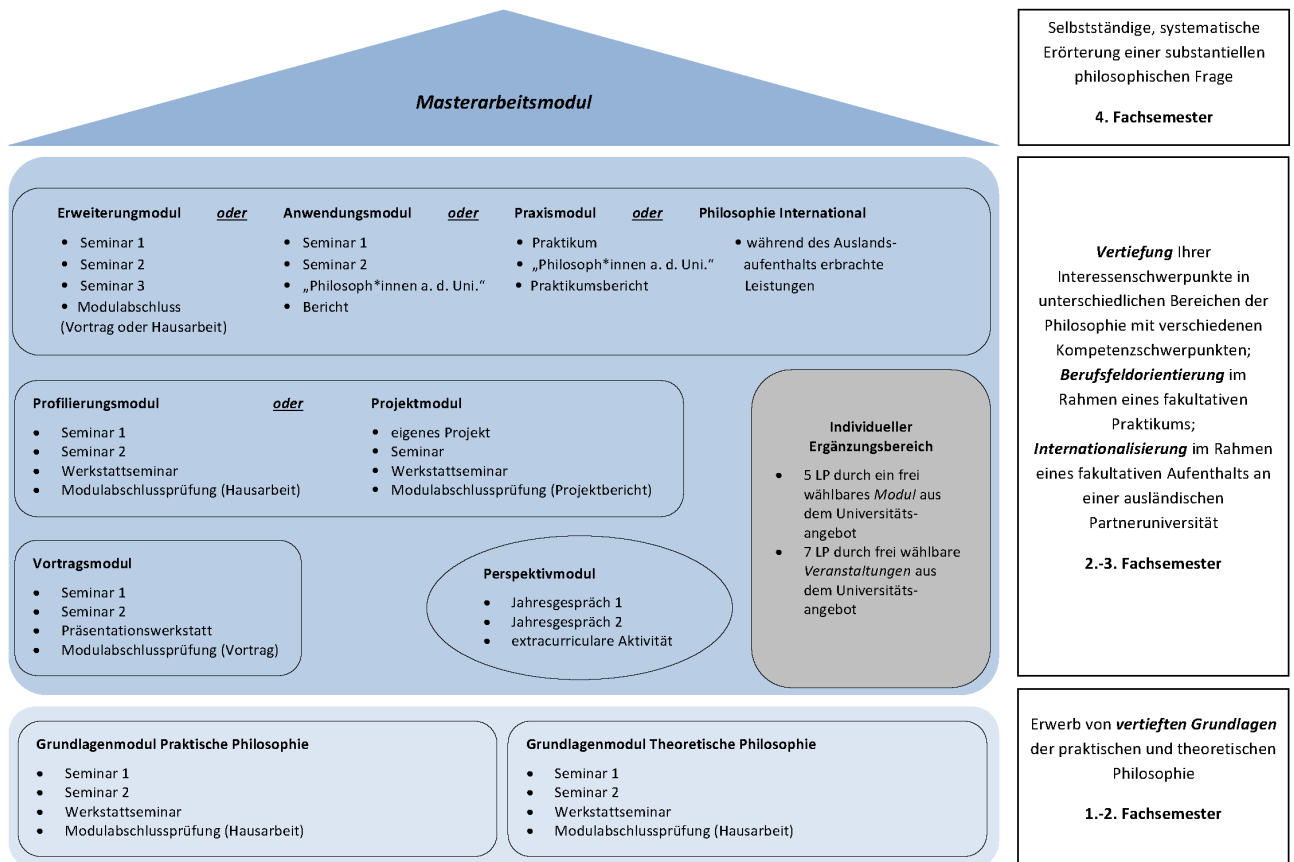 Masterarbeitsmodul
Selbstständige, systematische
Erörterung einer substantiellen
philosophischen Frage
4. Fachsemester
Erweiterungmodul
oder
Anwendungsmodul
oder
Praxismodul
oder
Philosophie International
• Seminar 1
• Seminar 2
• Seminar 3
• Modulabschluss
(Vortrag oder Hausarbeit)
• Seminar 1
• Seminar 2
• „Philosoph*innen a. d. Uni.“
• Bericht
• Praktikum
• „Philosoph*innen a. d. Uni.“
• Praktikumsbericht
• während des Auslands-
aufenthalts erbrachte
Leistungen
Profilierungsmodul
oder
Projektmodul
• Seminar 1
• Seminar 2
• Werkstattseminar
• Modulabschlussprüfung (Hausarbeit)
• eigenes Projekt
• Seminar
• Werkstattseminar
• Modulabschlussprüfung (Projektbericht)
Individueller
Ergänzungsbereich
• 5 LP durch ein frei
wählbares Modul aus
dem Universitäts-
angebot
• 7 LP durch frei wählbare
Veranstaltungen aus
dem Universitäts-
angebot
Vortragsmodul
• Seminar 1
• Seminar 2
• Präsentationswerkstatt
• Modulabschlussprüfung (Vortrag)
Perspektivmodul
• Jahresgespräch 1
• Jahresgespräch 2
• extracurriculare Aktivität
Vertiefung Ihrer
Interessenschwerpunkte in
unterschiedlichen Bereichen der
Philosophie mit verschiedenen
Kompetenzschwerpunkten;
Berufsfeldorientierung im
Rahmen eines fakultativen
Praktikums;
Internationalisierung im Rahmen
eines fakultativen Aufenthalts an
einer ausländischen
Partneruniversität
2.-3. Fachsemester
Grundlagenmodul Praktische Philosophie
• Seminar 1
• Seminar 2
• Werkstattseminar
• Modulabschlussprüfung (Hausarbeit)
Grundlagenmodul Theoretische Philosophie
• Seminar 1
• Seminar 2
• Werkstattseminar
• Modulabschlussprüfung (Hausarbeit)
Erwerb von vertieften Grundlagen
der praktischen und theoretischen
Philosophie
1.-2. Fachsemester